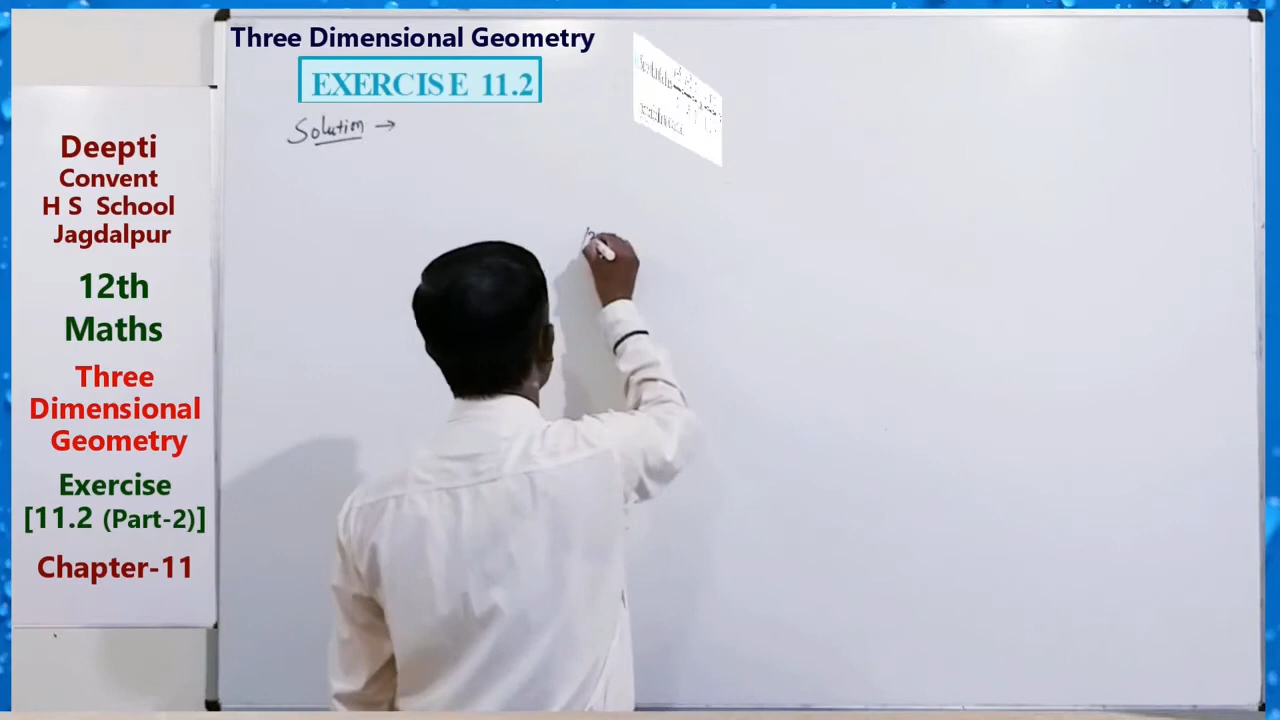 Three Dimensional Geometry
EXERCISE 11.2
Solution →
Deepti
Convent
H S School
Jagdalpur
12th
Maths
Three
Dimensional
Geometry
Exercise
[11.2 (Part-2)]
Chapter-11